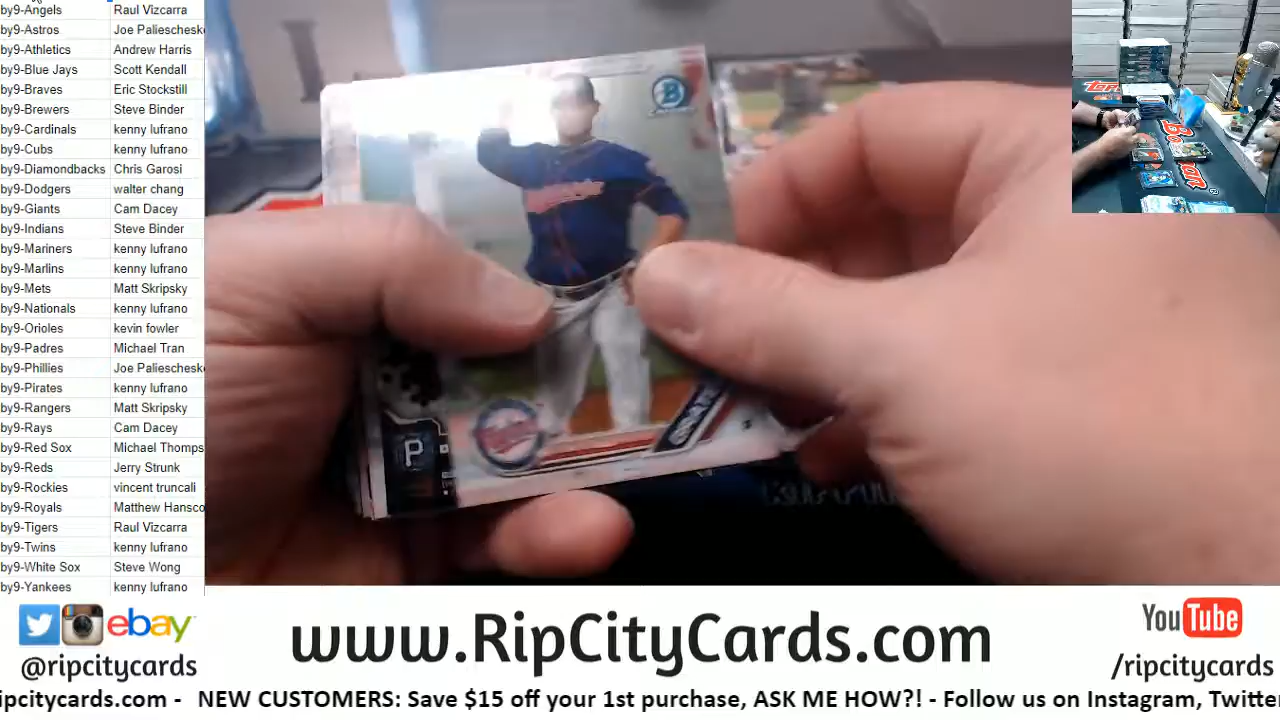 by9-Angels Raul Vizcarra
by9-Astros Joe Paliescheske
by9-Athletics Andrew Harris
by9-Blue Jays Scott Kendall
by9-Braves Eric Stockstill
by9-Brewers Steve Binder
by9-Cardinals kenny lufrano
by9-Cubs kenny lufrano
by9-Diamondbacks Chris Garosi
by9-Dodgers walter chang
by9-Giants Cam Dacey
by9-Indians Steve Binder
by9-Mariners kenny lufrano
by9-Marlins kenny lufrano
by9-Mets Matt Skripsky
by9-Nationals kenny lufrano
by9-Orioles kevin fowler
by9-Padres Michael Tran
by9-Phillies Joe Paliescheske
by9-Pirates kenny lufrano
by9-Rangers Matt Skripsky
by9-Rays Cam Dacey
by9-Red Sox Michael Thomps
by9-Reds Jerry Strunk
by9-Rockies vincent truncali
by9-Royals Matthew Hansco
by9-Tigers Raul Vizcarra
by9-Twins kenny lufrano
by9-White Sox Steve Wong
by9-Yankees kenny lufrano
B
P
ebay
@ripcitycards
www.RipCityCards.com
YouTube
/ripcitycards
ripcitycards.com - NEW CUSTOMERS: Save $15 off your 1st purchase, ASK ME HOW?! - Follow us on Instagram, Twitte